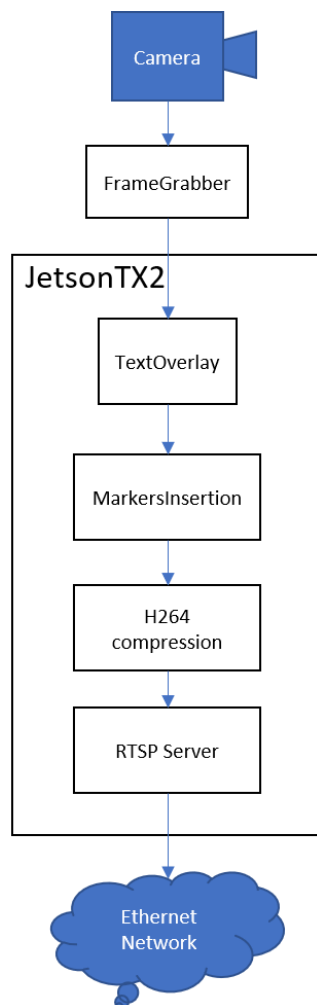 Camera
FrameGrabber
JetsonTX2
TextOverlay
MarkersInsertion
H264
compression
RTSP Server
Ethernet
Network